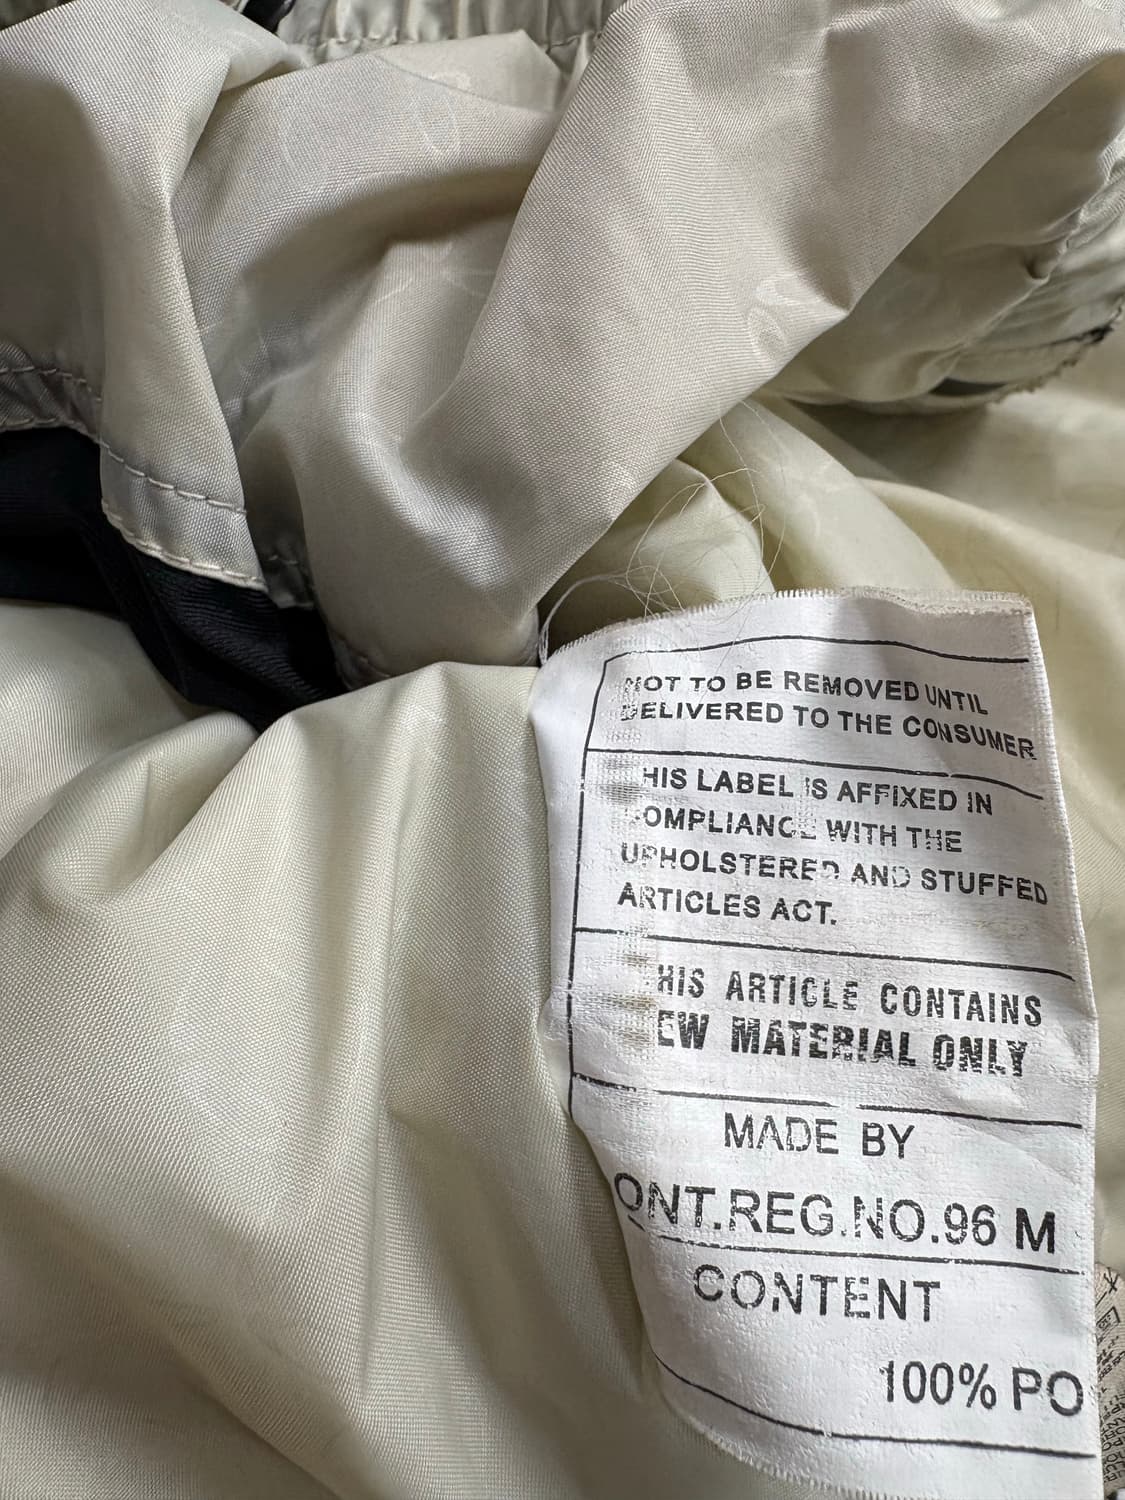 NOT TO BE REMOVED UNTIL
DELIVERED TO THE CONSUMER
HIS LABEL IS AFFIXED IN
OMPLIANCE WITH THE
UPHOLSTERED AND STUFFED
ARTICLES ACT.
HIS ARTICLE CONTAINS
EW MATERIAL ONLY
MADE BY
ONT.REG.NO.96 M
CONTENT
100% PO